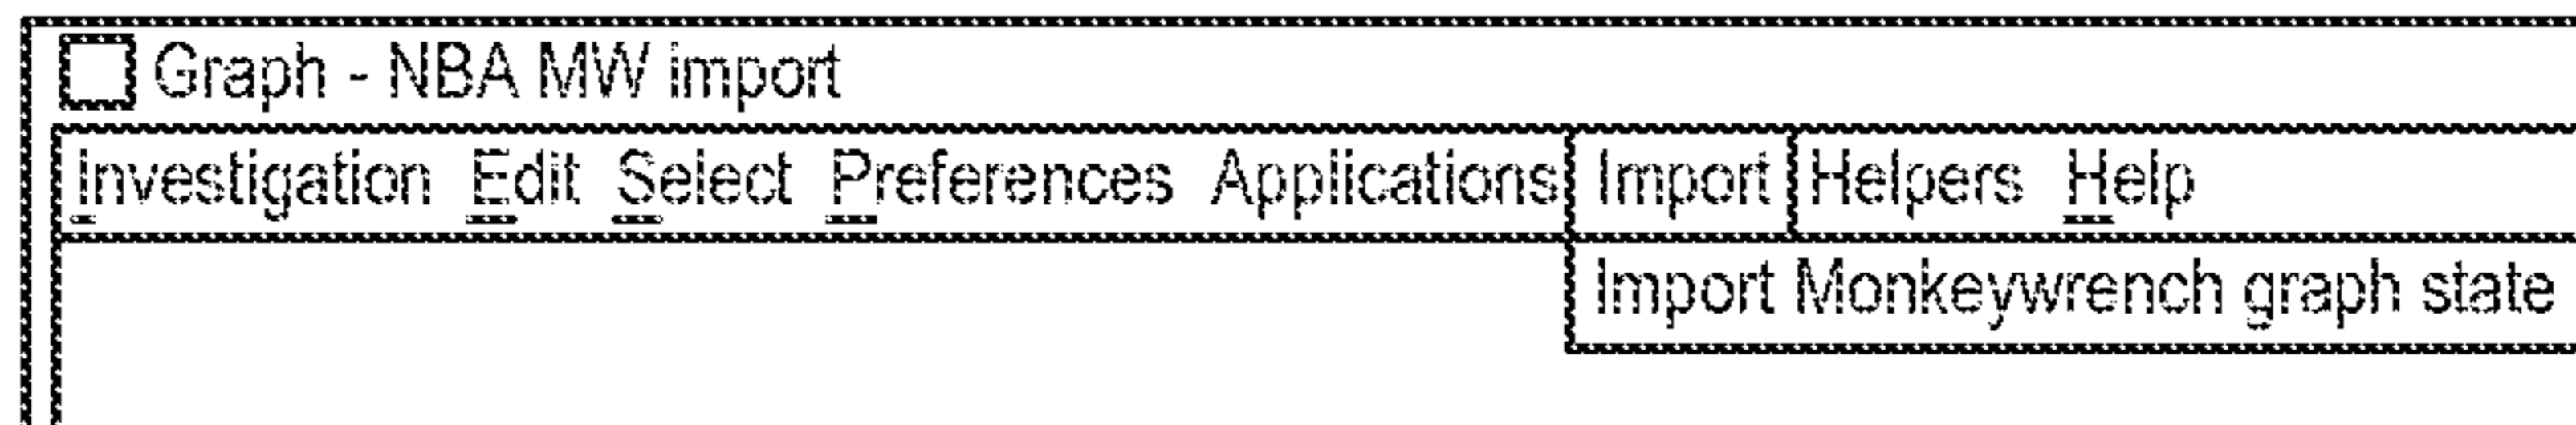 Graph - NBA MW import
Investigation Edit Select Preferences Applications Import Helpers Help
Import Monkeywrench graph state